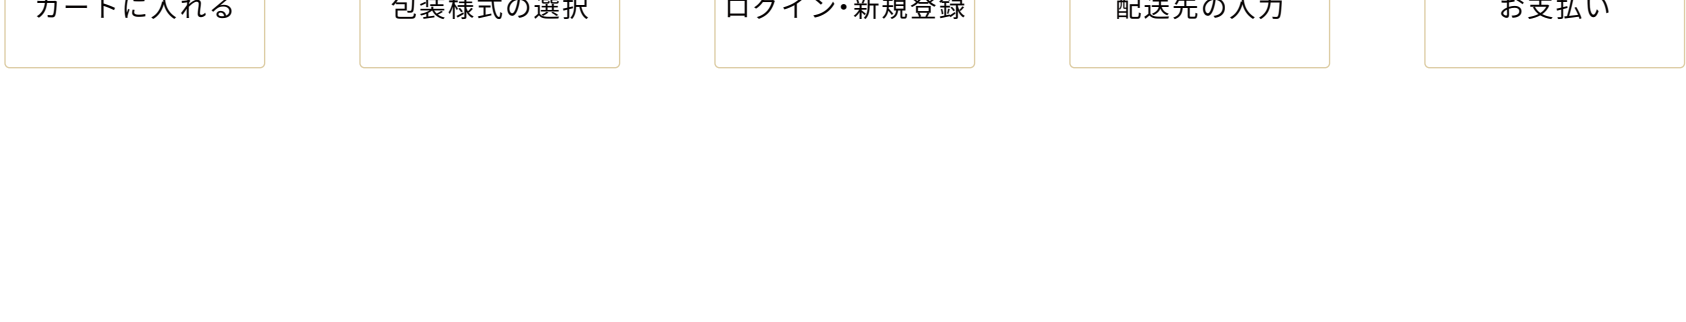 カートに入れる
包装様式の選択
ログイン・新規登録
配送先の入力
お支払い